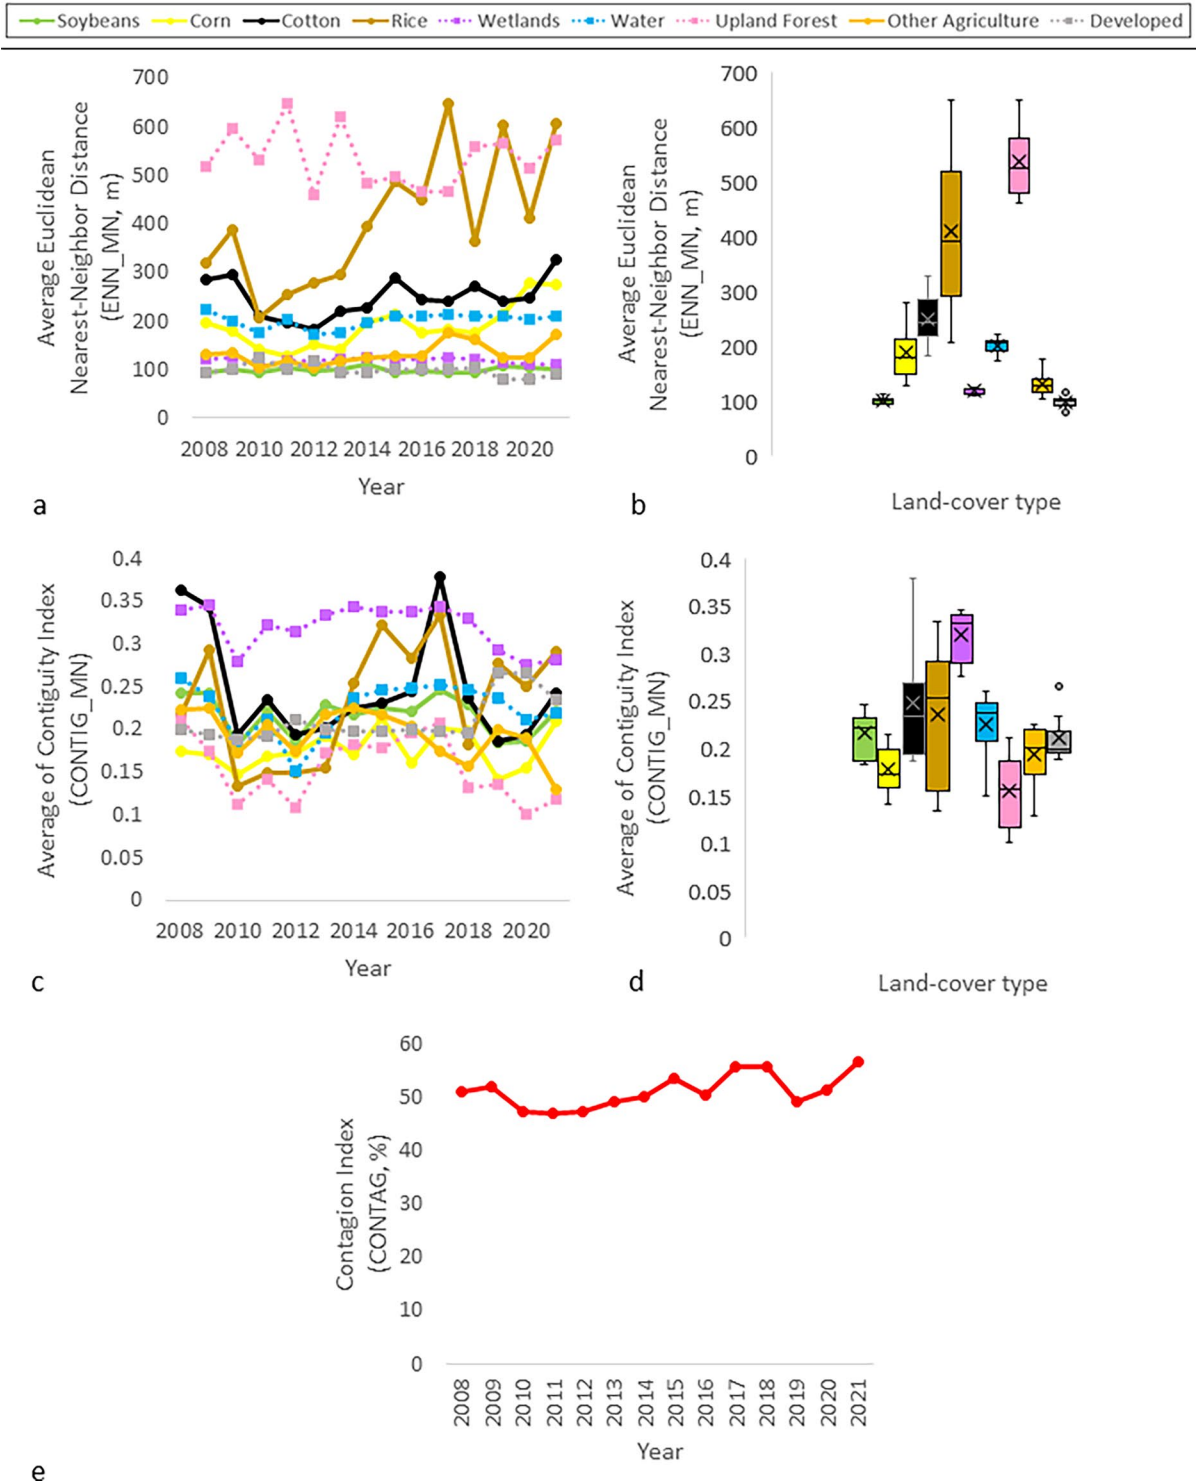 Soybeans Corn Cotton Rice Wetlands Water Upland Forest Other Agriculture Developed
Average Euclidean
Nearest-Neighbor Distance
(ENN_MN, m)
700
600
500
400
300
200
100
0
2008 2010 2012 2014 2016 2018 2020
Year
a
Average Euclidean
Nearest-Neighbor Distance
(ENN_MN, m)
700
600
500
400
300
200
100
0
Land-cover type
b
Average of Contiguity Index
(CONTIG_MN)
0.4
0.35
0.3
0.25
0.2
0.15
0.1
0.05
0
2008 2010 2012 2014 2016 2018 2020
Year
c
Average of Contiguity Index
(CONTIG_MN)
0.4
0.35
0.3
0.25
0.2
0.15
0.1
0.05
0
Land-cover type
d
Contagion Index
(CONTAG, %)
60
50
40
30
20
10
0
2008 2009 2010 2011 2012 2013 2014 2015 2016 2017 2018 2019 2020 2021
Year
e